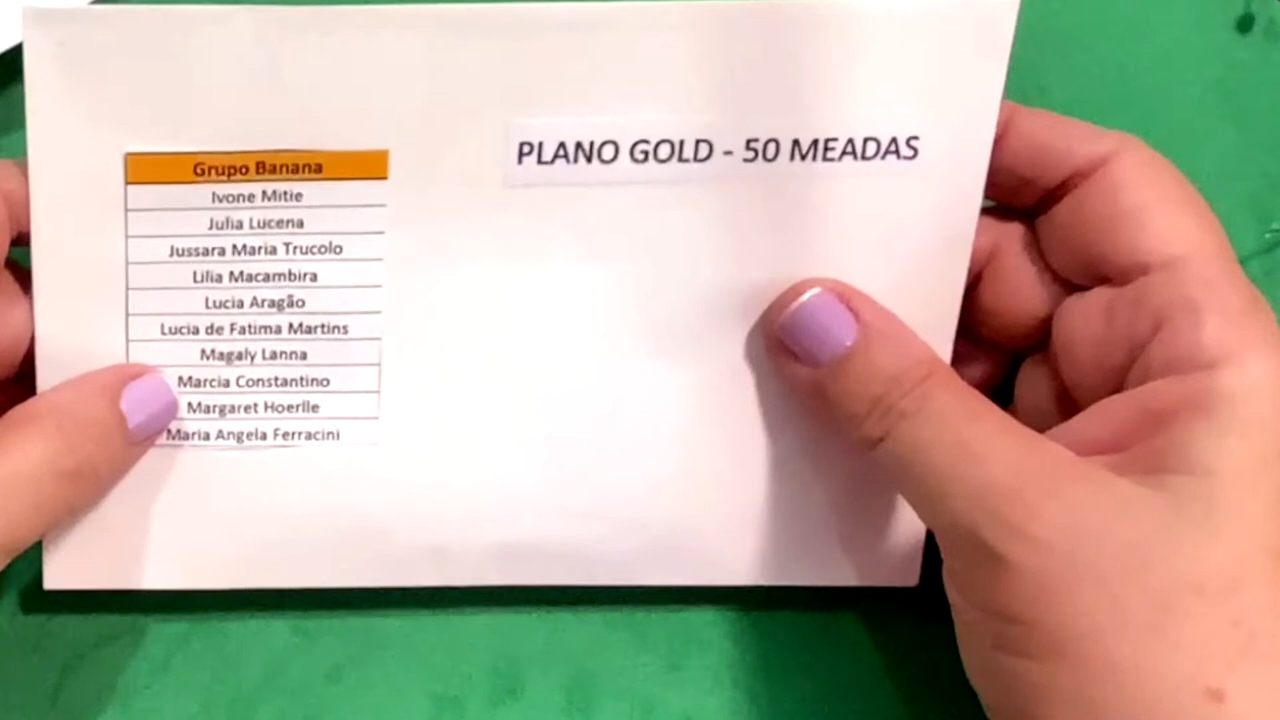 PLANO GOLD - 50 MEADAS
Grupo Banana
Ivone Mitie
Julia Lucena
Jussara Maria Trucolo
Lilia Macambira
Lucia Aragão
Lucia de Fatima Martins
Magaly Lanna
Marcia Constantino
Margaret Hoerlle
Maria Angela Ferracini